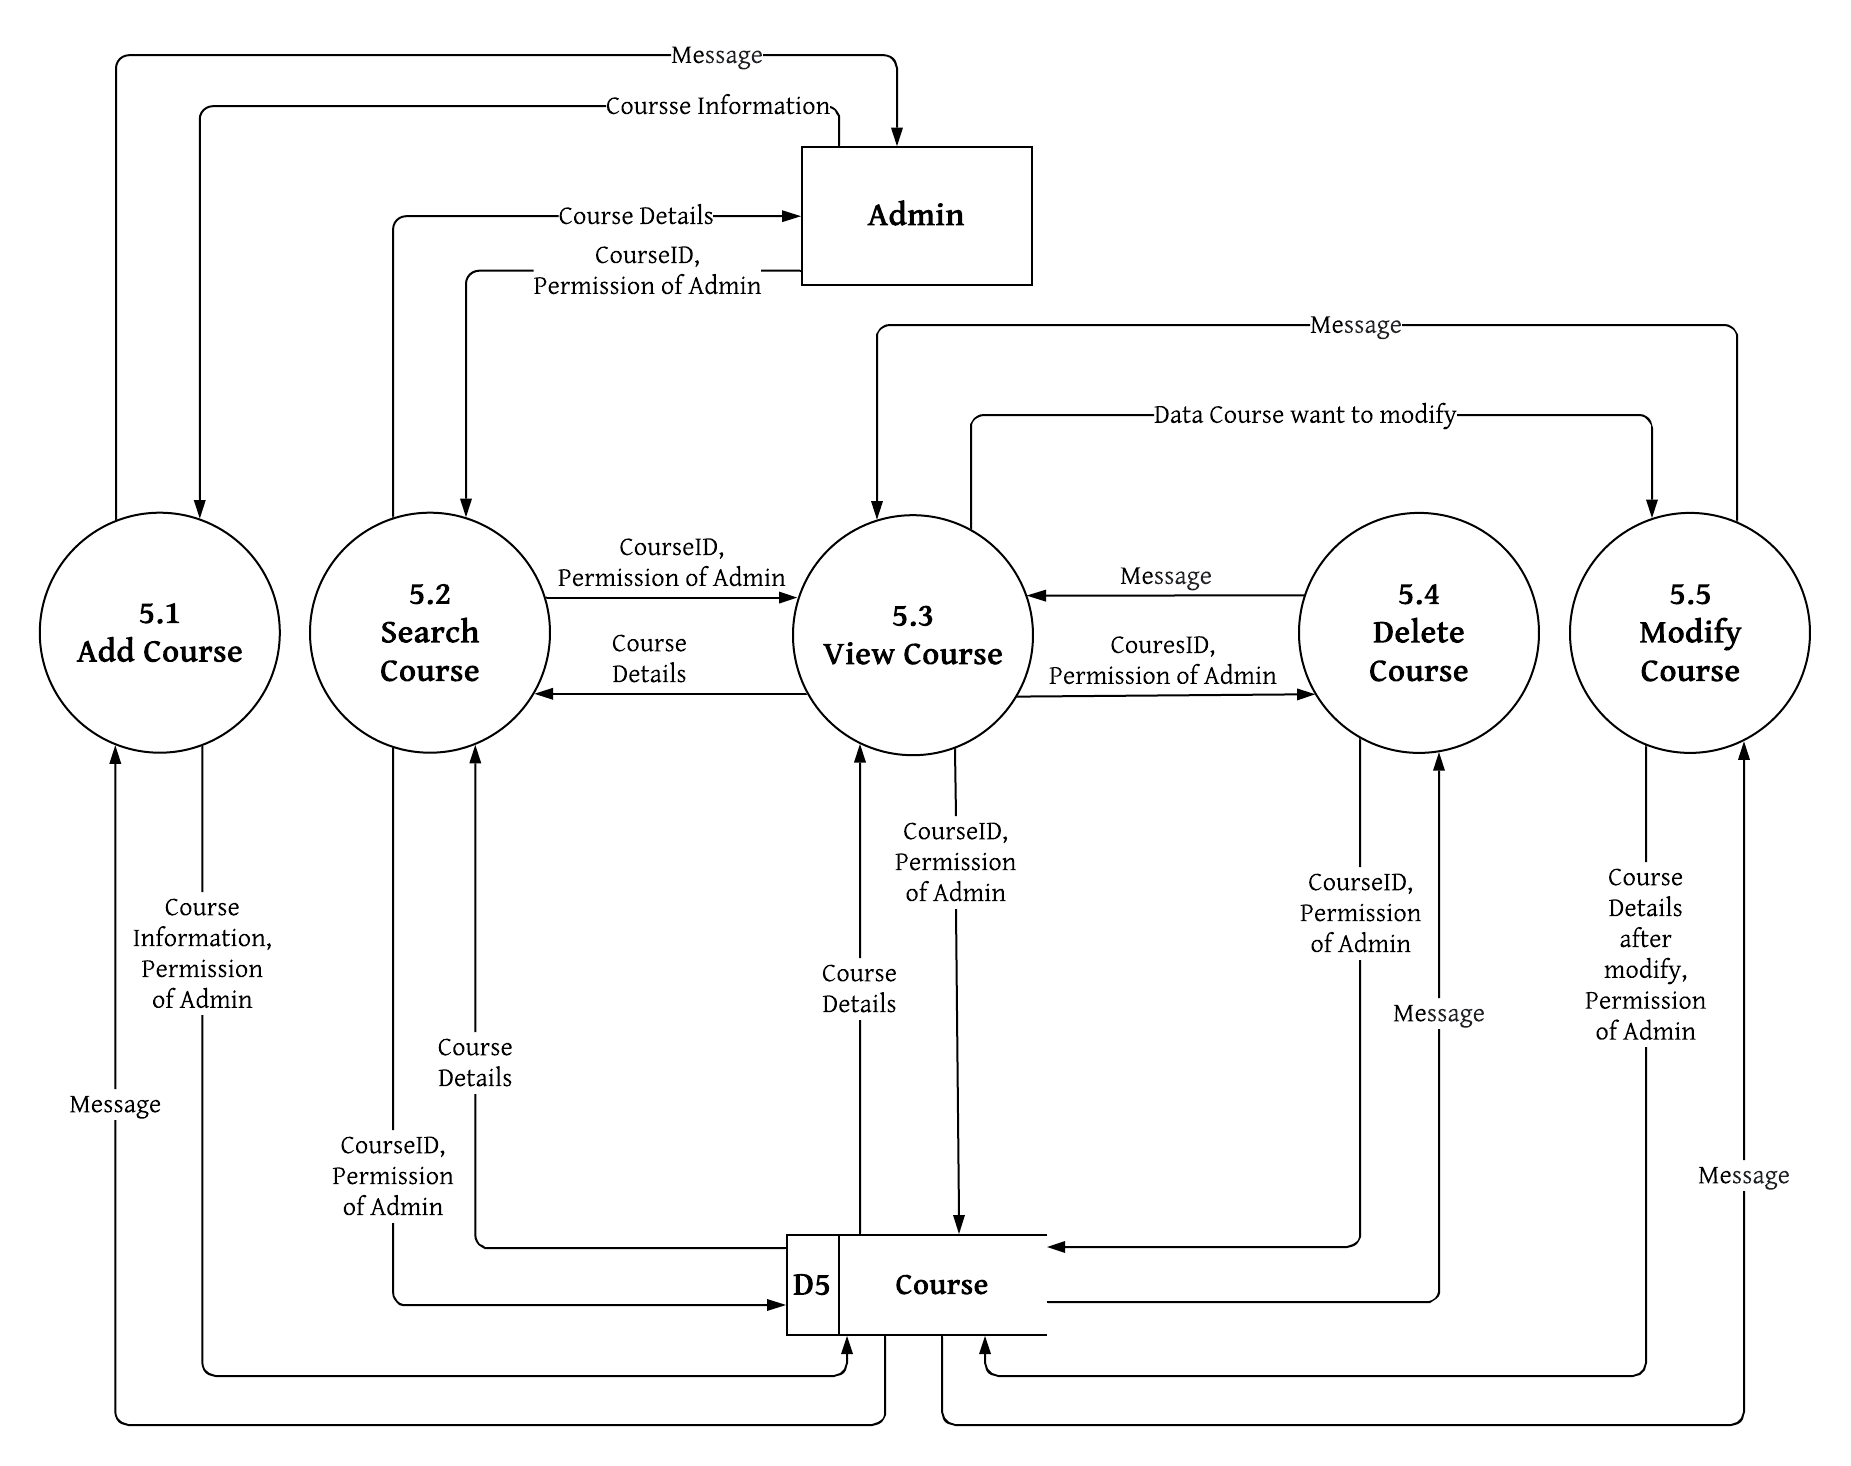 Message
Coursse Information
Admin
Course Details
CourseID,
Permission of Admin
Message
Data Course want to modify
5.1
Add Course
5.2
Search
Course
CourseID,
Permission of Admin
Course
Details
5.3
View Course
Message
CouresID,
Permission of Admin
5.4
Delete
Course
5.5
Modify
Course
Course
Information,
Permission
of Admin
Message
CourseID,
Permission
of Admin
Course
Details
Course
Details
CourseID,
Permission
of Admin
CourseID,
Permission
of Admin
Message
Course
Details
after
modify,
Permission
of Admin
Message
D5
Course